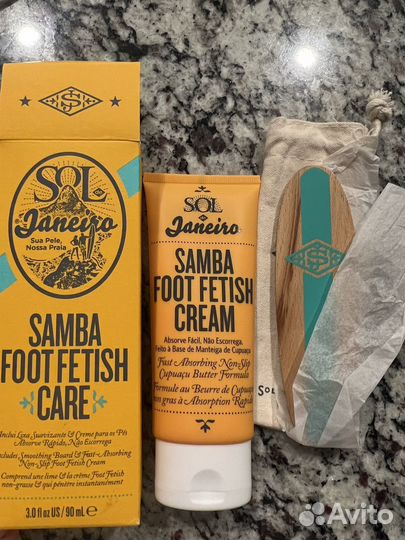 SOL
de
Janeiro
Sua Pele,
Nossa Praia
SAMBA
FOOT FETISH
CARE
Inclui Lixa Suavizante & Creme para os Pés
Absorve Rápido, Não Escorrega
Includes Smoothing Board & Fast-Absorbing
Non-Slip Foot Fetish Cream
Comprend une lime & la crème Foot Fetish
non-grasse & qui pénètre instantanément
3.0 fl oz US / 90 mL e
SOL
de
Janeiro
SAMBA
FOOT FETISH
CREAM
Absorve Fácil, Não Escorrega.
Feito à Base de Manteiga de Cupuaçu
Fast Absorbing Non-Slip
Cupuaçu Butter Formula
Formule au Beurre de Cupuaçu
non gras à Absorption Rapide
SOL
Avito